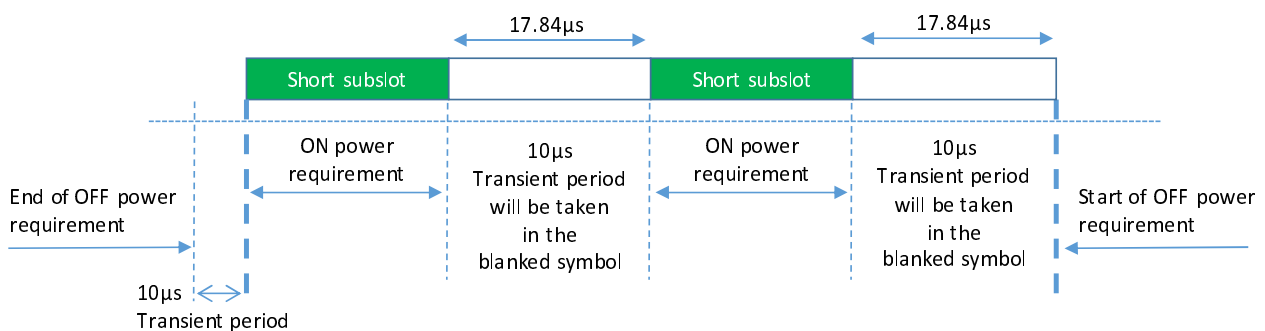 17.84µs
17.84µs
Short subslot
Short subslot
ON power
requirement
10µs
Transient period
will be taken
in the
blanked symbol
ON power
requirement
10µs
Transient period
will be taken
in the
blanked symbol
End of OFF power
requirement
Start of OFF power
requirement
10µs
Transient period